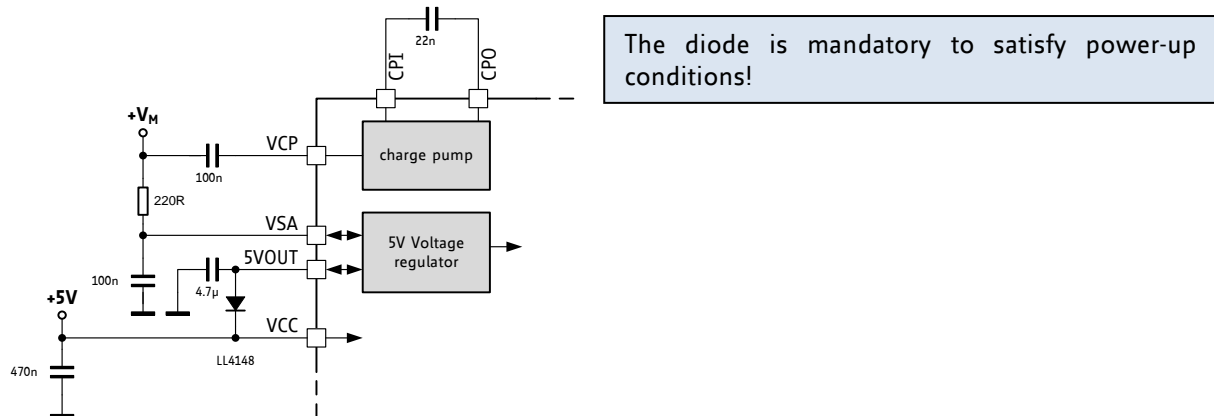 22n
CPI
CPO
+VM
VCP
100n
charge pump
220R
VSA
5V Voltage
regulator
5VOUT
100n
4.7µ
+5V
VCC
LL4148
470n
The diode is mandatory to satisfy power-up
conditions!